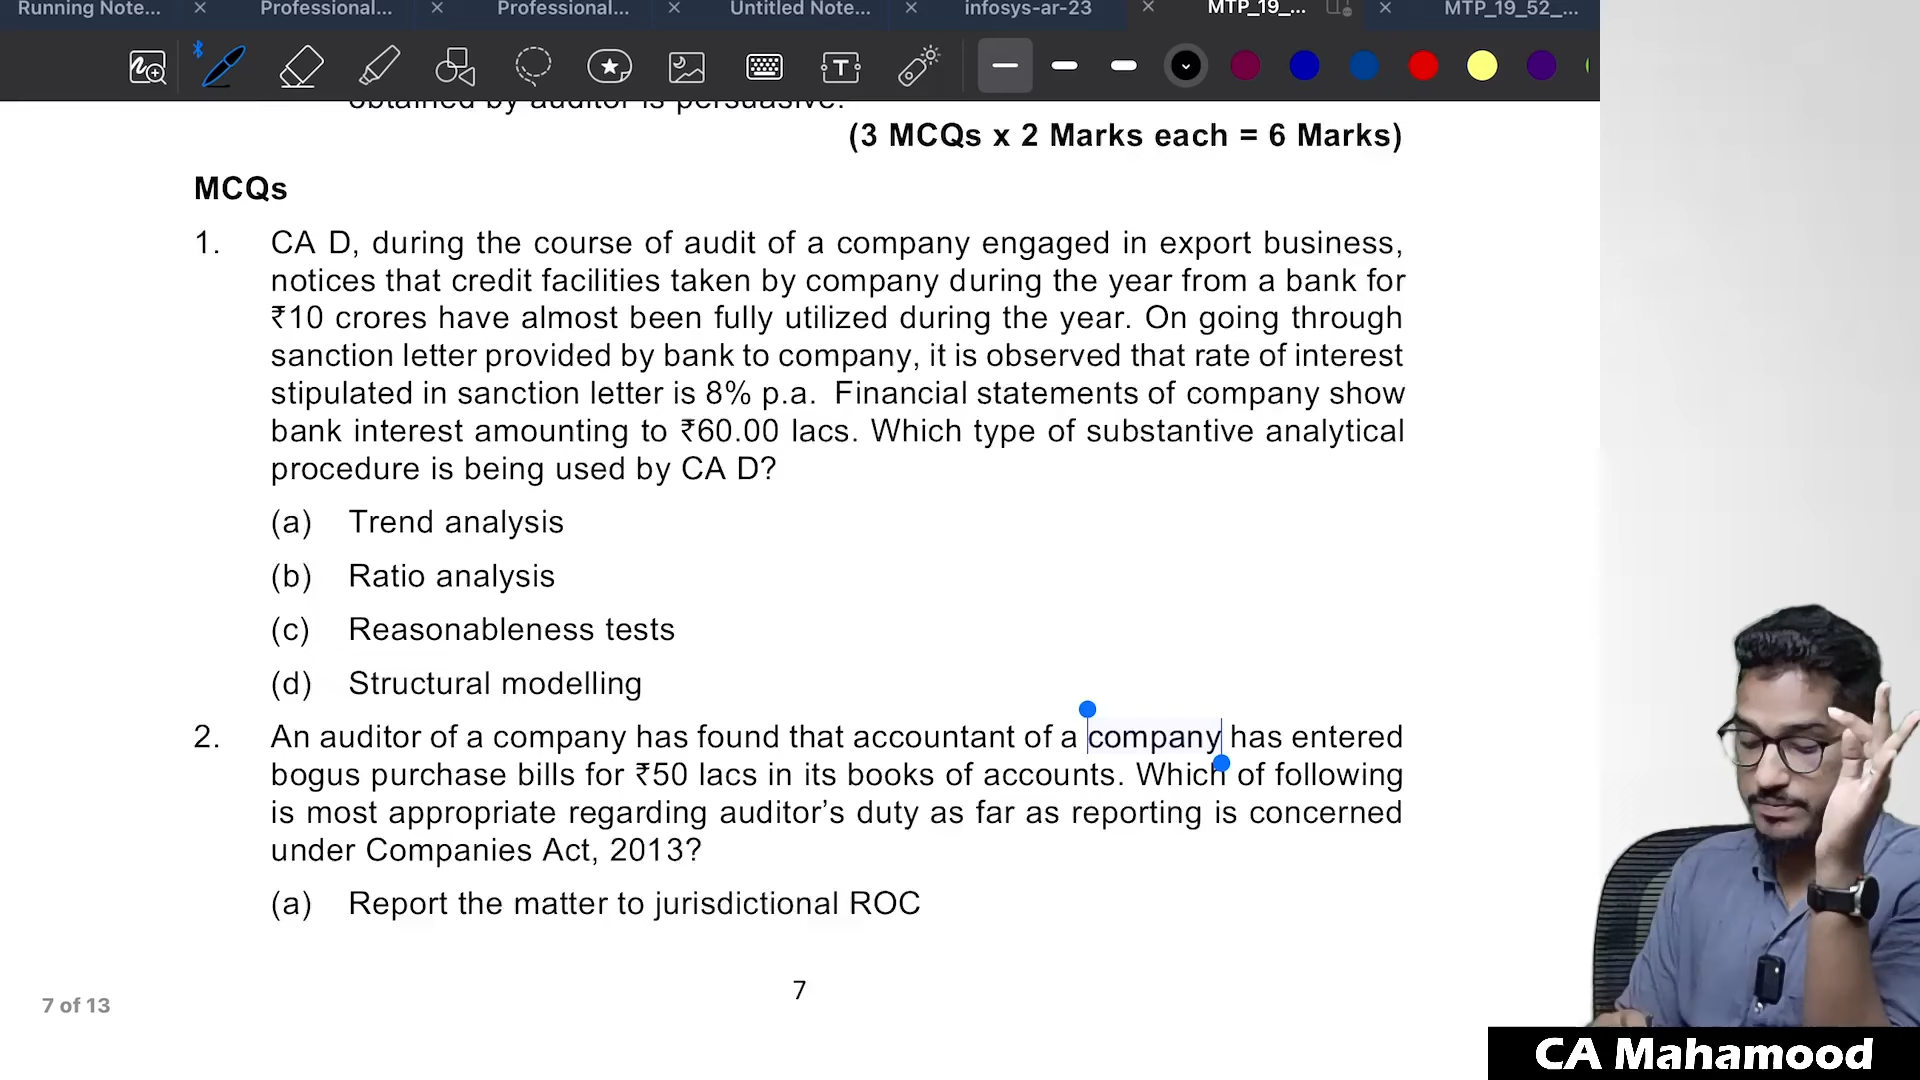 Running Note...
Professional...
Professional...
Untitled Note...
infosys-ar-23
MTP_19_...
MTP_19_52_...
obtained by auditor is persuasive.
(3 MCQs x 2 Marks each = 6 Marks)
MCQs
1. CA D, during the course of audit of a company engaged in export business,
notices that credit facilities taken by company during the year from a bank for
₹10 crores have almost been fully utilized during the year. On going through
sanction letter provided by bank to company, it is observed that rate of interest
stipulated in sanction letter is 8% p.a. Financial statements of company show
bank interest amounting to ₹60.00 lacs. Which type of substantive analytical
procedure is being used by CA D?
(a) Trend analysis
(b) Ratio analysis
(c) Reasonableness tests
(d) Structural modelling
2. An auditor of a company has found that accountant of a company has entered
bogus purchase bills for ₹50 lacs in its books of accounts. Which of following
is most appropriate regarding auditor’s duty as far as reporting is concerned
under Companies Act, 2013?
(a) Report the matter to jurisdictional ROC
7
7 of 13
CA Mahamood